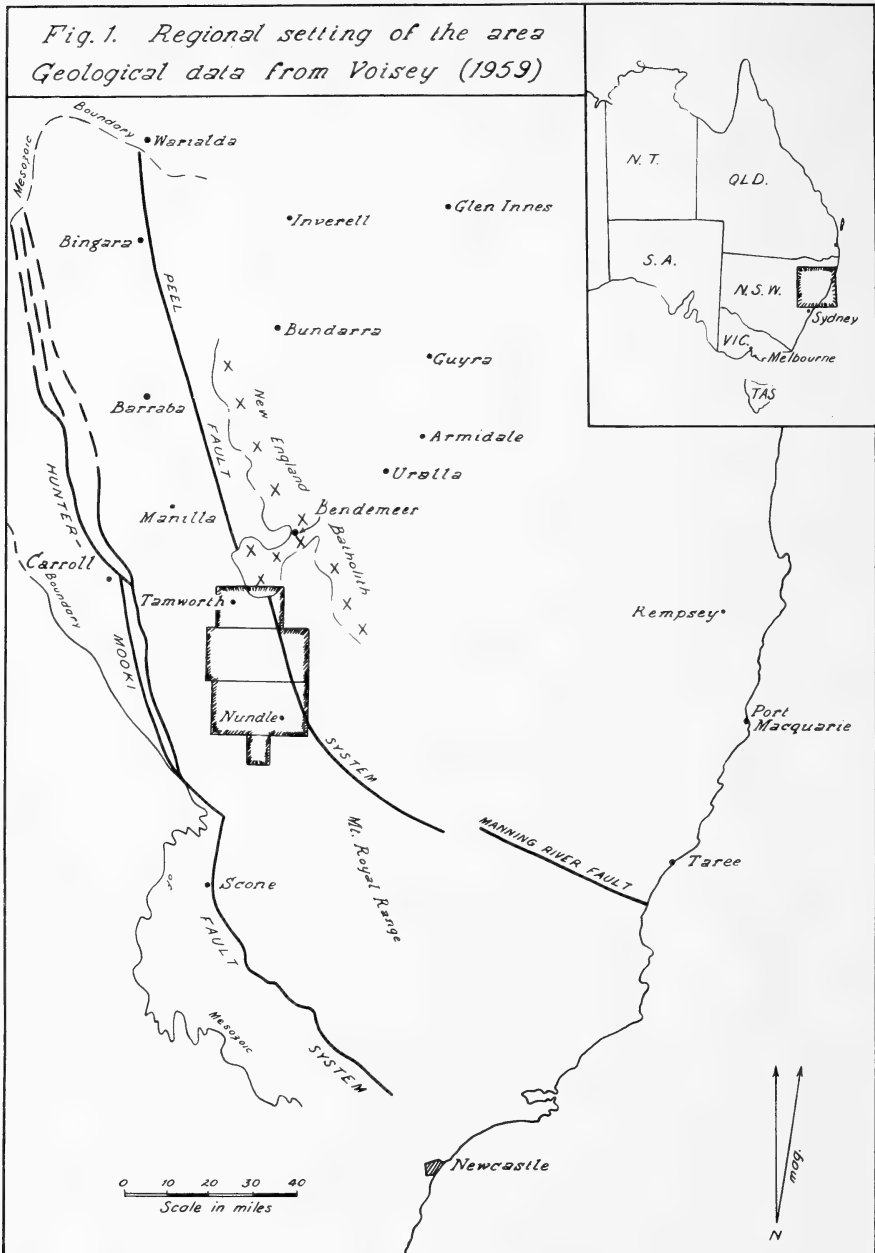 Fig. 1. Regional setting of the area
Geological data from Voisey (1959)
N.T.
QLD.
S.A.
N.S.W.
Sydney
VIC.
Melbourne
TAS
Mesozoic
Boundary
Warialda
Glen Innes
Inverell
Bingara
PEEL
Bundarra
Guyra
Barraba
New
England
Batholith
FAULT
Armidale
Uralla
HUNTER-
Manilla
Bendemeer
Carroll
Boundary
Tamworth
Kempsey
MOOKI
Nundle
Port
Macquarie
SYSTEM
MANNING RIVER FAULT
Mt. Royal
Range
Taree
Scone
FAULT
Mesozoic
SYSTEM
Newcastle
0 10 20 30 40
Scale in miles
N